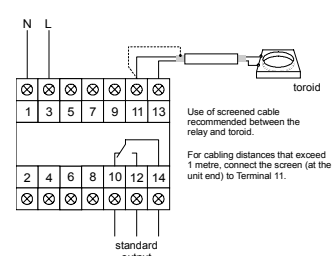 N L
toroid
1 3 5 7 9 11 13
Use of screened cable
recommended between the
relay and toroid.
For cabling distances that exceed
1 metre, connect the screen (at the
unit end) to Terminal 11.
2 4 6 8 10 12 14
standard
output